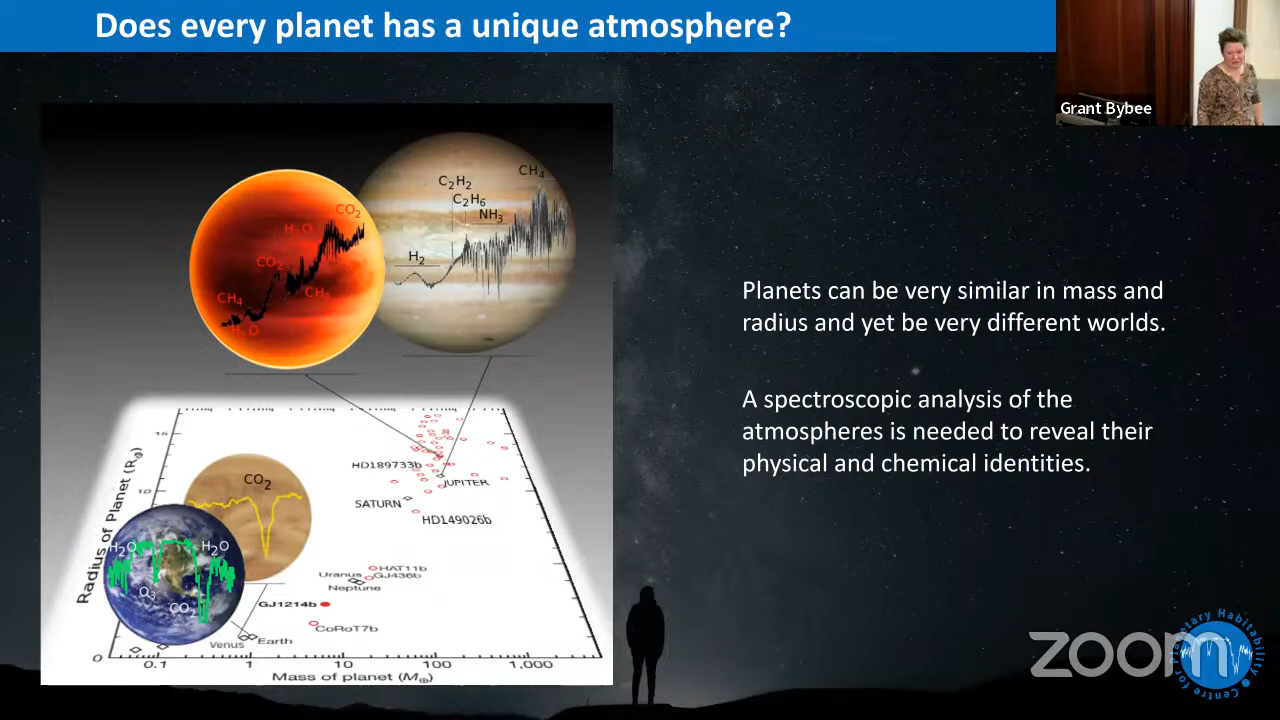 Does every planet has a unique atmosphere?
Grant Bybee
CH4
C2H2
C2H6
NH3
H2
CO2
H2O
CO2
CH4
CH4
H2O
Planets can be very similar in mass and
radius and yet be very different worlds.
A spectroscopic analysis of the
atmospheres is needed to reveal their
physical and chemical identities.
15
HD189733b
JUPITER
CO2
10
SATURN
HD149026b
Radius of Planet (R⊕)
H2O
H2O
O3
CO2
HAT11b
Uranus
GJ436b
Neptune
GJ1214b
CoRoT7b
Venus
Earth
0
0.1
1
10
100
1,000
Mass of planet (M⊕)
zoom
Centre for Planetary Habitability